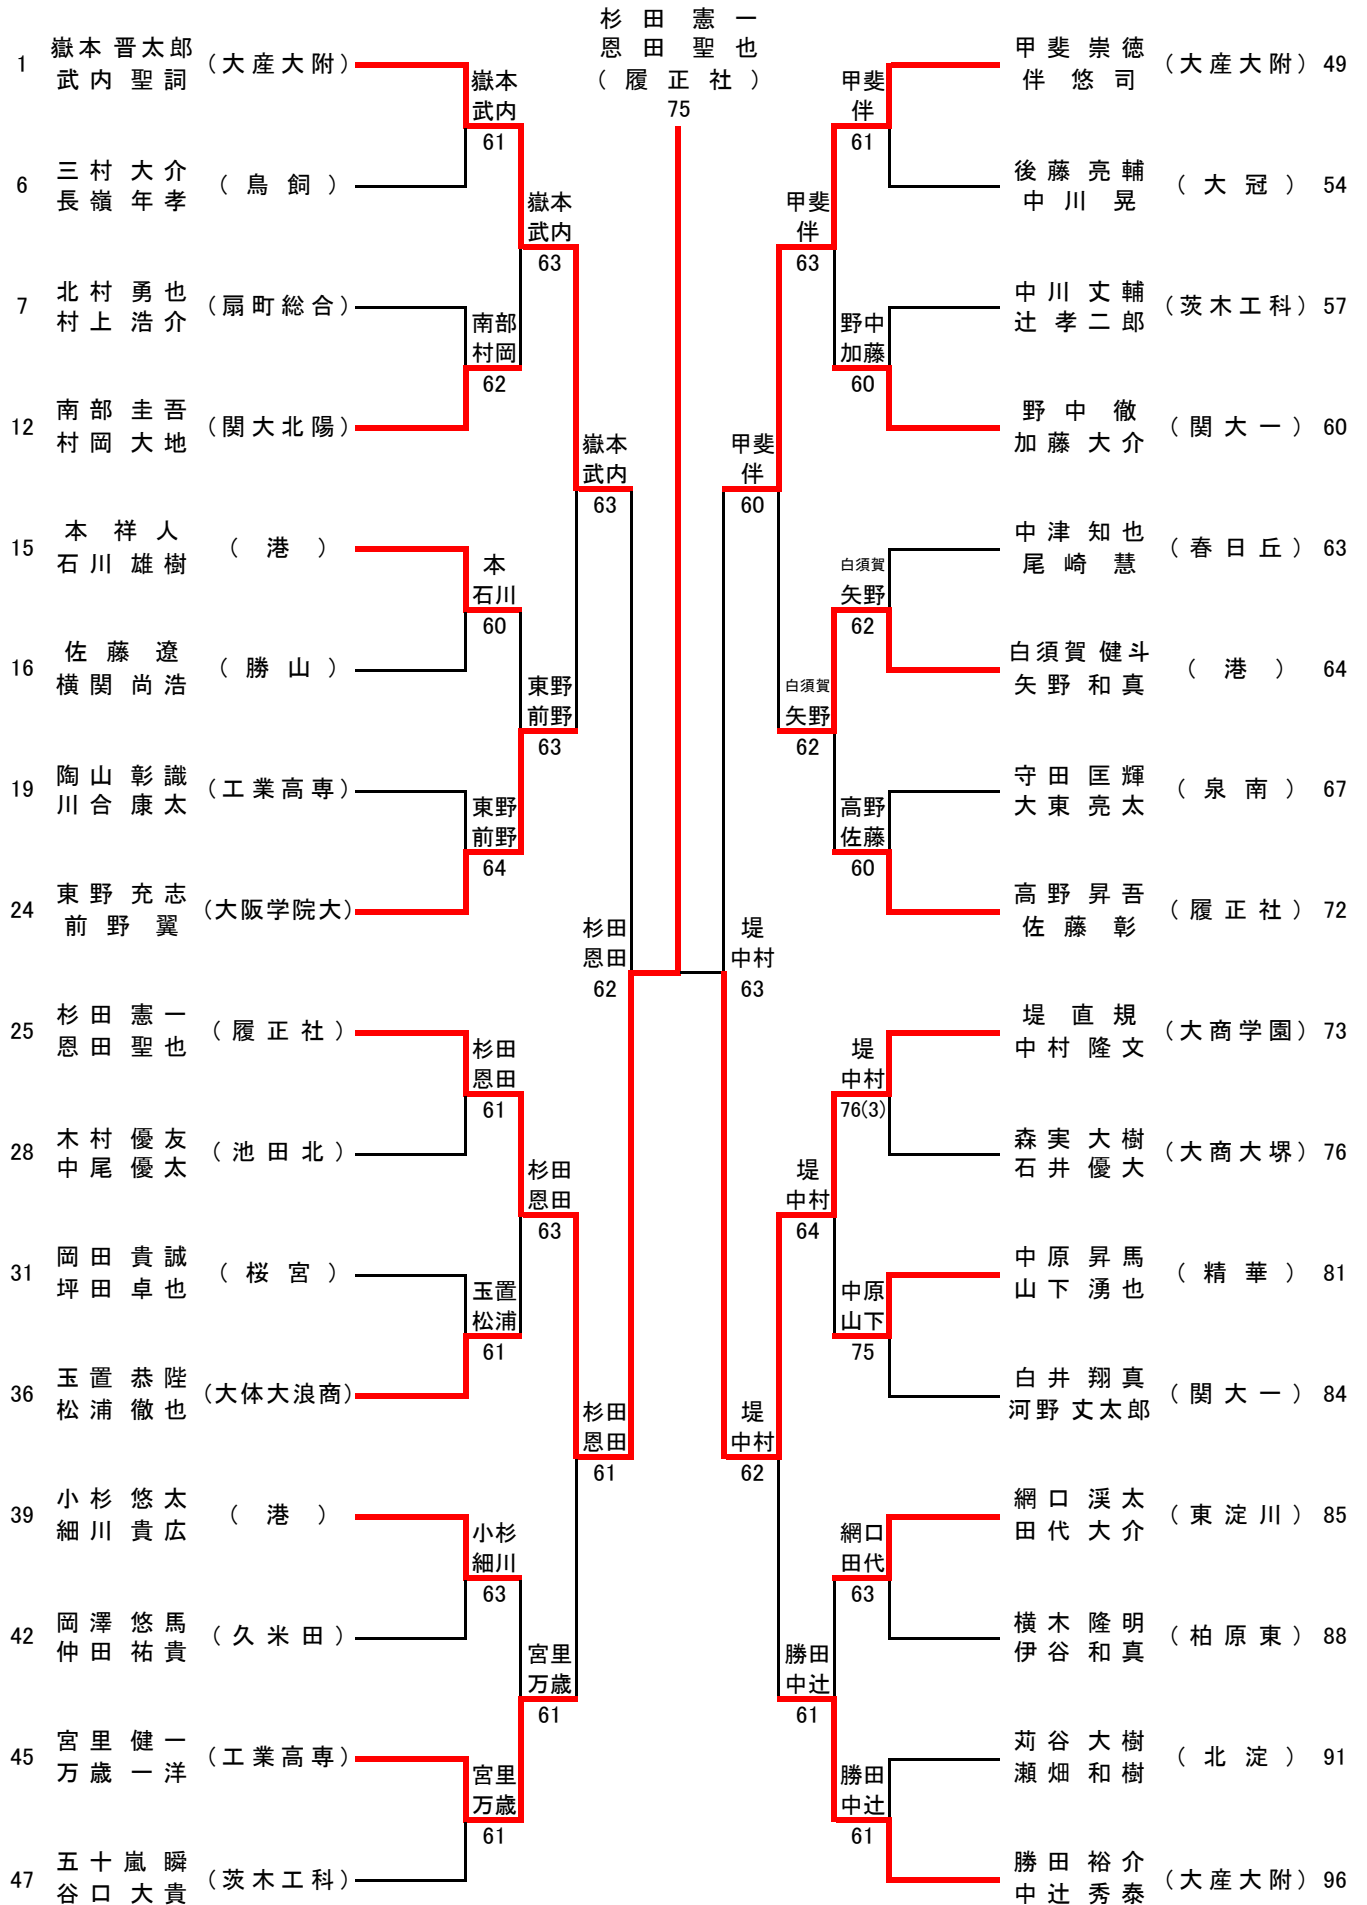 杉田 憲一
恩田 聖也
(履正社)
75
1 嶽本 晋太郎 (大産大附)
武内 聖詞
嶽本
武内
61
6 三村 大介 (鳥飼)
長嶺 年孝
嶽本
武内
63
7 北村 勇也 (扇町総合)
村上 浩介
南部
村岡
62
12 南部 圭吾 (関大北陽)
村岡 大地
嶽本
武内
63
15 本 祥人 (港)
石川 雄樹
本
石川
60
16 佐藤 遼 (勝山)
横関 尚浩
東野
前野
63
19 陶山 彰識 (工業高専)
川合 康太
東野
前野
64
24 東野 充志 (大阪学院大)
前野 翼
杉田
恩田
62
25 杉田 憲一 (履正社)
恩田 聖也
杉田
恩田
61
28 木村 優友 (池田北)
中尾 優太
杉田
恩田
63
31 岡田 貴誠 (桜宮)
坪田 卓也
玉置
松浦
61
36 玉置 恭陛 (大体大浪商)
松浦 徹也
杉田
恩田
61
39 小杉 悠太 (港)
細川 貴広
小杉
細川
63
42 岡澤 悠馬 (久米田)
仲田 祐貴
宮里
万歳
61
45 宮里 健一 (工業高専)
万歳 一洋
宮里
万歳
61
47 五十嵐 瞬 (茨木工科)
谷口 大貴
甲斐 崇徳 (大産大附) 49
伴 悠司
甲斐
伴
61
後藤 亮輔 (大冠) 54
中川 晃
甲斐
伴
63
中川 丈輔 (茨木工科) 57
辻 孝二郎
野中
加藤
60
野中 徹 (関大一) 60
加藤 大介
甲斐
伴
60
中津 知也 (春日丘) 63
尾崎 慧
白須賀
矢野
62
白須賀 健斗 (港) 64
矢野 和真
白須賀
矢野
62
守田 匡輝 (泉南) 67
大東 亮太
高野
佐藤
60
高野 昇吾 (履正社) 72
佐藤 彰
堤
中村
63
堤 直規 (大商学園) 73
中村 隆文
堤
中村
76(3)
森実 大樹 (大商大堺) 76
石井 優大
堤
中村
64
中原 昇馬 (精華) 81
山下 湧也
中原
山下
75
白井 翔真 (関大一) 84
河野 丈太郎
堤
中村
62
網口 渓太 (東淀川) 85
田代 大介
網口
田代
63
横木 隆明 (柏原東) 88
伊谷 和真
勝田
中辻
61
苅谷 大樹 (北淀) 91
瀬畑 和樹
勝田
中辻
61
勝田 裕介 (大産大附) 96
中辻 秀泰